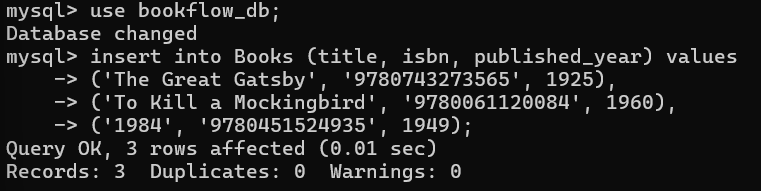 mysql> use bookflow_db;
Database changed
mysql> insert into Books (title, isbn, published_year) values
    -> ('The Great Gatsby', '9780743273565', 1925),
    -> ('To Kill a Mockingbird', '9780061120084', 1960),
    -> ('1984', '9780451524935', 1949);
Query OK, 3 rows affected (0.01 sec)
Records: 3  Duplicates: 0  Warnings: 0